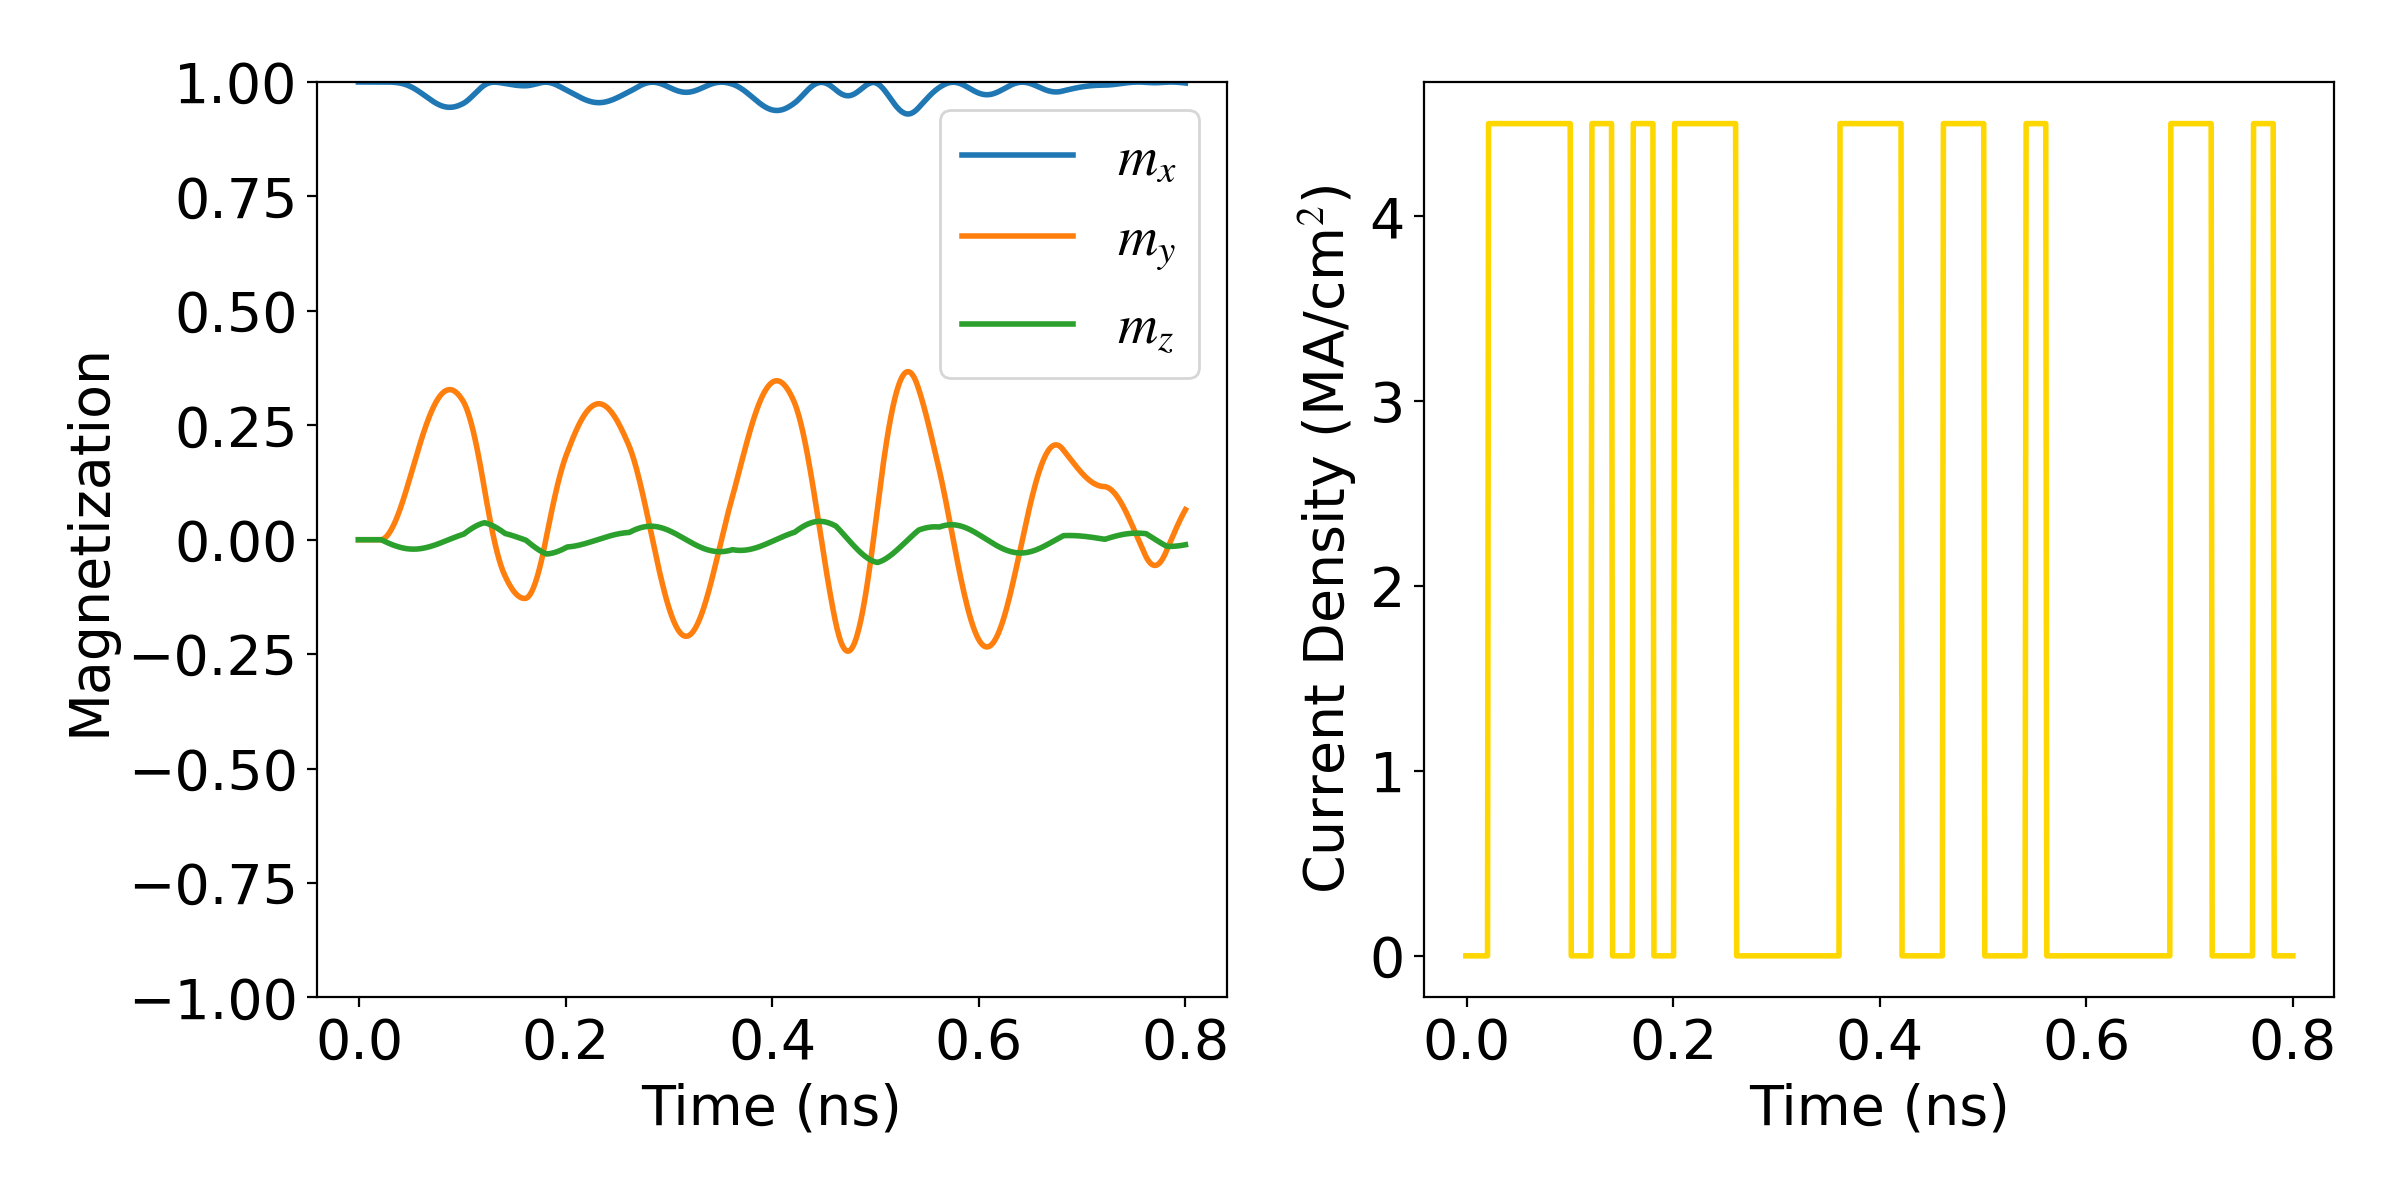 1.00
0.75
0.50
0.25
0.00
−0.25
−0.50
−0.75
−1.00
Magnetization
0.0 0.2 0.4 0.6 0.8
Time (ns)
mₓ
m_y
m_z
4
3
2
1
0
Current Density (MA/cm²)
0.0 0.2 0.4 0.6 0.8
Time (ns)